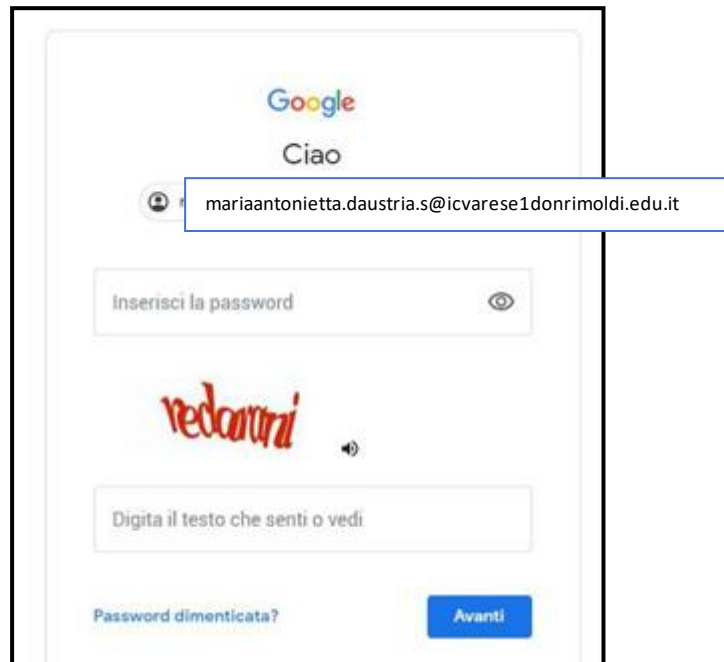 Google
Ciao
mariaantonietta.daustria.s@icvarese1donrimoldi.edu.it
Inserisci la password
Digita il testo che senti o vedi
Password dimenticata?
Avanti